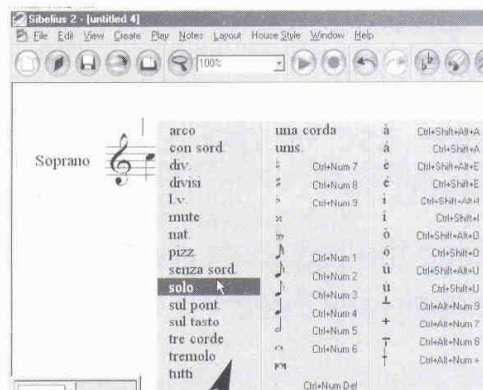 Sibelius 2 - [untitled 4]
File Edit View Create Play Notes Layout House Style Window Help
100%
Soprano
arco
con sord.
div.
divisi
l.v.
mute
nat.
pizz.
senza sord.
solo
sul pont.
sul tasto
tre corde
tremolo
tutti
una corda
unis.
Ctrl+Num 7
Ctrl+Num 8
Ctrl+Num 9
Ctrl+Num 1
Ctrl+Num 2
Ctrl+Num 3
Ctrl+Num 4
Ctrl+Num 5
Ctrl+Num 6
Ctrl+Num Del
à Ctrl+Shift+Alt+A
á Ctrl+Shift+A
è Ctrl+Shift+Alt+E
é Ctrl+Shift+E
ì Ctrl+Shift+Alt+I
í Ctrl+Shift+I
ò Ctrl+Shift+Alt+O
ó Ctrl+Shift+O
ù Ctrl+Shift+Alt+U
ú Ctrl+Shift+U
Ctrl+Alt+Num 9
+ Ctrl+Alt+Num 7
Ctrl+Alt+Num 8
Ctrl+Alt+Num +